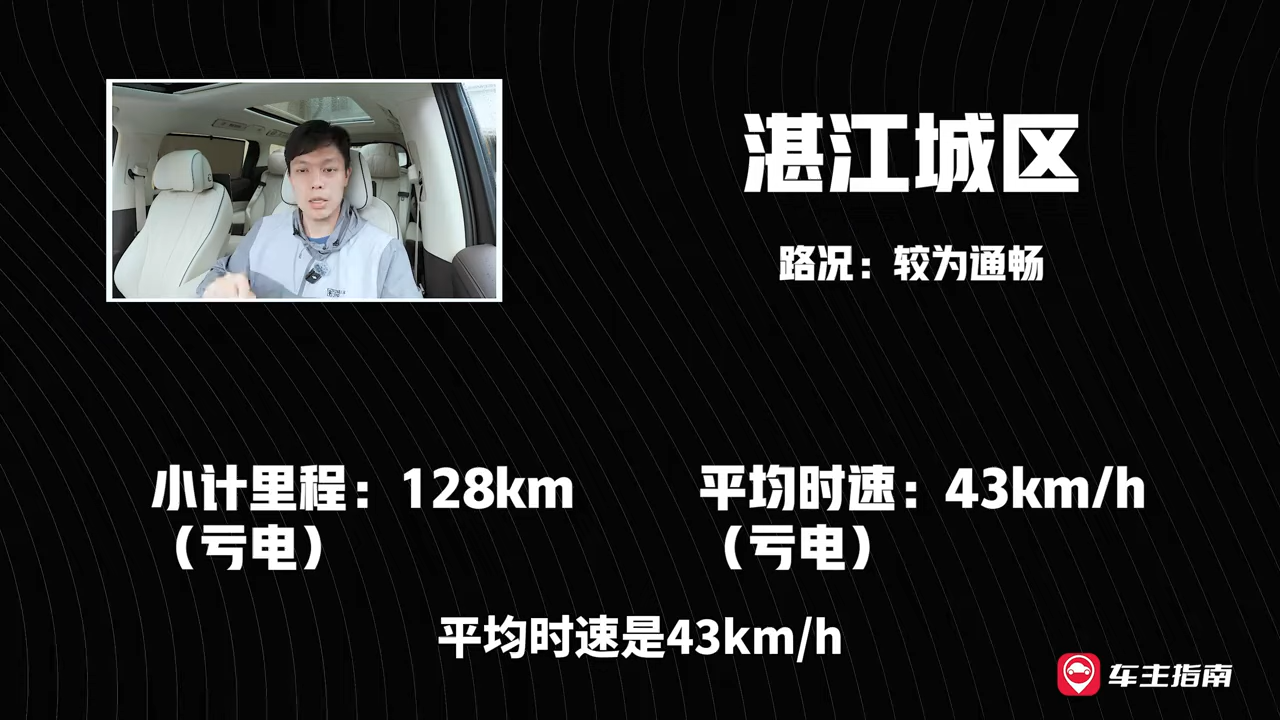 湛江城区
路况：较为通畅
小计里程：128km
（亏电）
平均时速：43km/h
（亏电）
平均时速是43km/h
车主指南